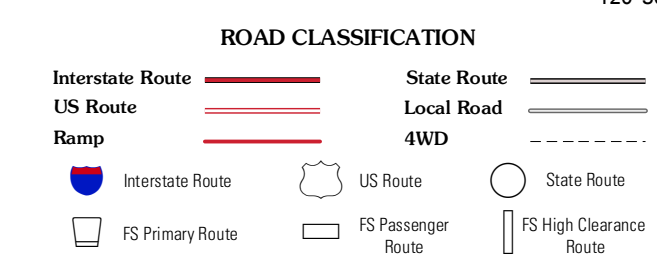 ROAD CLASSIFICATION
Interstate Route State Route
US Route Local Road
Ramp 4WD
Interstate Route US Route State Route
FS Primary Route FS Passenger Route FS High Clearance Route